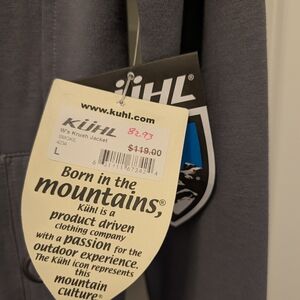 www.kuhl.com
KÜHL
KÜHL
82.93
W's Krush Jacket
$119.00
L
Born in the
mountains,®
Kühl is a
product driven
clothing company
with a passion for the
outdoor experience.
The Kühl icon represents
this
mountain
culture®